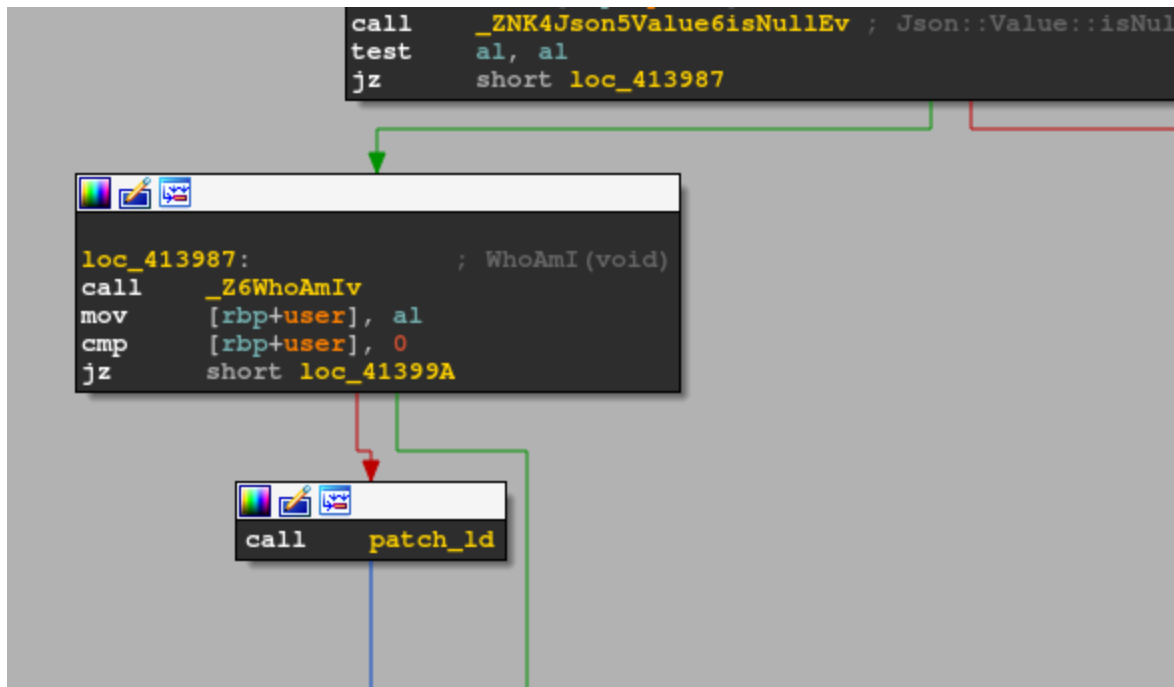 call _ZNK4Json5Value6isNullEv ; Json::Value::isNul
test al, al
jz short loc_413987
loc_413987: ; WhoAmI(void)
call _Z6WhoAmIv
mov [rbp+user], al
cmp [rbp+user], 0
jz short loc_41399A
call patch_ld